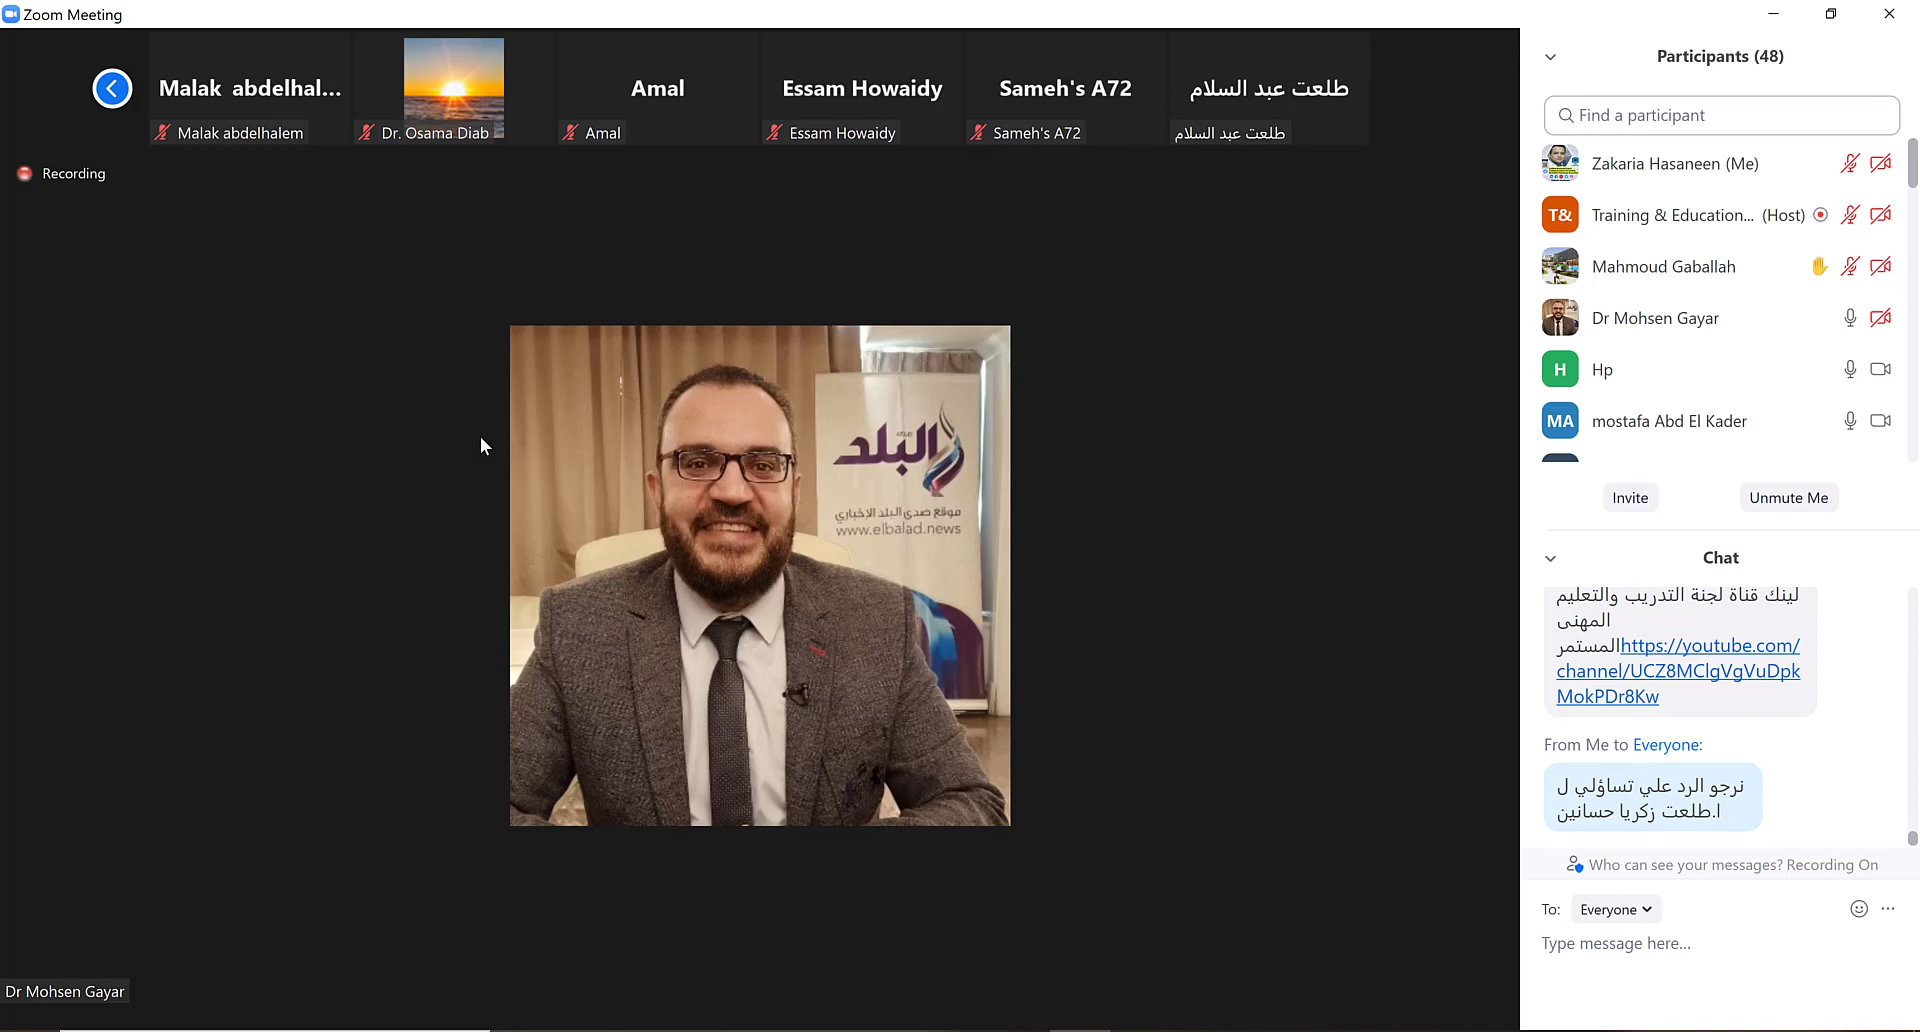 Zoom Meeting
Malak abdelhal...
Amal
Essam Howaidy
Sameh's A72
طلعت عبد السلام
Malak abdelhalem
Dr. Osama Diab
Amal
Essam Howaidy
Sameh's A72
طلعت عبد السلام
Recording
صدى البلد
موقع صدى البلد الإخباري
www.elbalad.news
Dr Mohsen Gayar
Participants (48)
Find a participant
Zakaria Hasaneen (Me)
T& Training & Education... (Host)
Mahmoud Gaballah
Dr Mohsen Gayar
H Hp
MA mostafa Abd El Kader
Invite
Unmute Me
Chat
لينك قناة لجنة التدريب والتعليم
المهنى
المستمرhttps://youtube.com/
channel/UCZ8MClgVgVuDpk
MokPDr8Kw
From Me to Everyone:
نرجو الرد علي تساؤلي ل
ا.طلعت زكريا حسانين
Who can see your messages? Recording On
To: Everyone
Type message here...